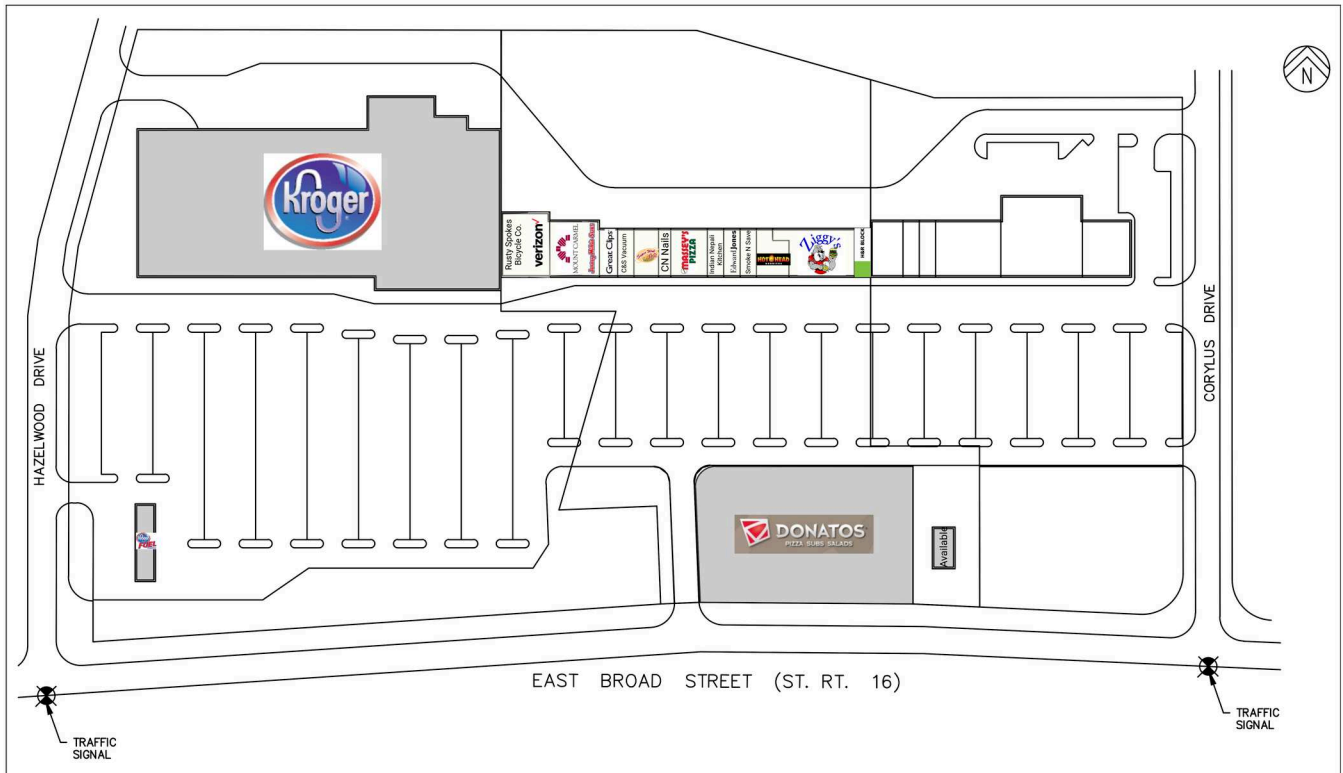 N
Kroger
Rusty Spokes
Bicycle Co.
verizon✓
MOUNT CARMEL
Great Clips
C&S Vacuum
CN Nails
MASSEY'S
PIZZA
Indian Nepali
Kitchen
Edward Jones
Smoke N Save
HOT HEAD
Ziggy's
H&R BLOCK
HAZELWOOD DRIVE
CORYLUS DRIVE
Kroger
FUEL
DONATOS
PIZZA SUBS SALADS
Available
EAST BROAD STREET (ST. RT. 16)
TRAFFIC
SIGNAL
TRAFFIC
SIGNAL